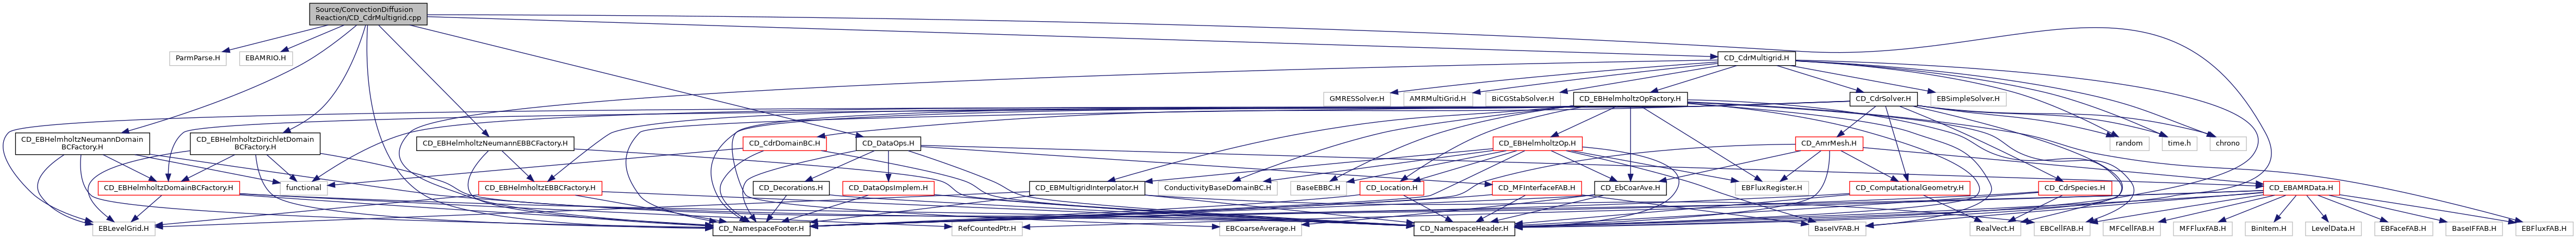 Source/ConvectionDiffusion
Reaction/CD_CdrMultigrid.cpp
ParmParse.H
EBAMRIO.H
CD_CdrMultigrid.H
GMRESSolver.H
AMRMultiGrid.H
BiCGStabSolver.H
CD_EBHelmholtzOpFactory.H
CD_CdrSolver.H
EBSimpleSolver.H
CD_EBHelmholtzNeumannDomain
BCFactory.H
CD_EBHelmholtzDirichletDomain
BCFactory.H
CD_EBHelmholtzNeumannEBBCFactory.H
CD_CdrDomainBC.H
CD_DataOps.H
CD_EBHelmholtzOp.H
CD_AmrMesh.H
random
time.h
chrono
CD_EBHelmholtzDomainBCFactory.H
functional
CD_EBHelmholtzEBBCFactory.H
CD_Decorations.H
CD_DataOpsImplem.H
CD_EBMultigridInterpolator.H
ConductivityBaseDomainBC.H
BaseEBBC.H
CD_Location.H
CD_MFInterfaceFAB.H
CD_EbCoarAve.H
EBFluxRegister.H
CD_ComputationalGeometry.H
CD_CdrSpecies.H
CD_EBAMRData.H
EBLevelGrid.H
CD_NamespaceFooter.H
RefCountedPtr.H
EBCoarseAverage.H
CD_NamespaceHeader.H
BaseIVFAB.H
RealVect.H
EBCellFAB.H
MFCellFAB.H
MFFluxFAB.H
BinItem.H
LevelData.H
EBFaceFAB.H
BaseIFFAB.H
EBFluxFAB.H